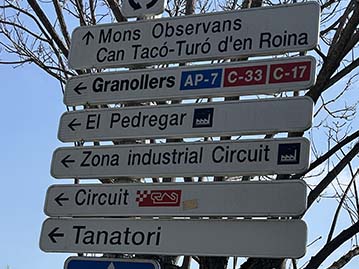 Mons Observans
Can Tacó-Turó d'en Roina
Granollers AP-7 C-33 C-17
El Pedregar
Zona industrial Circuit
Circuit
Tanatori